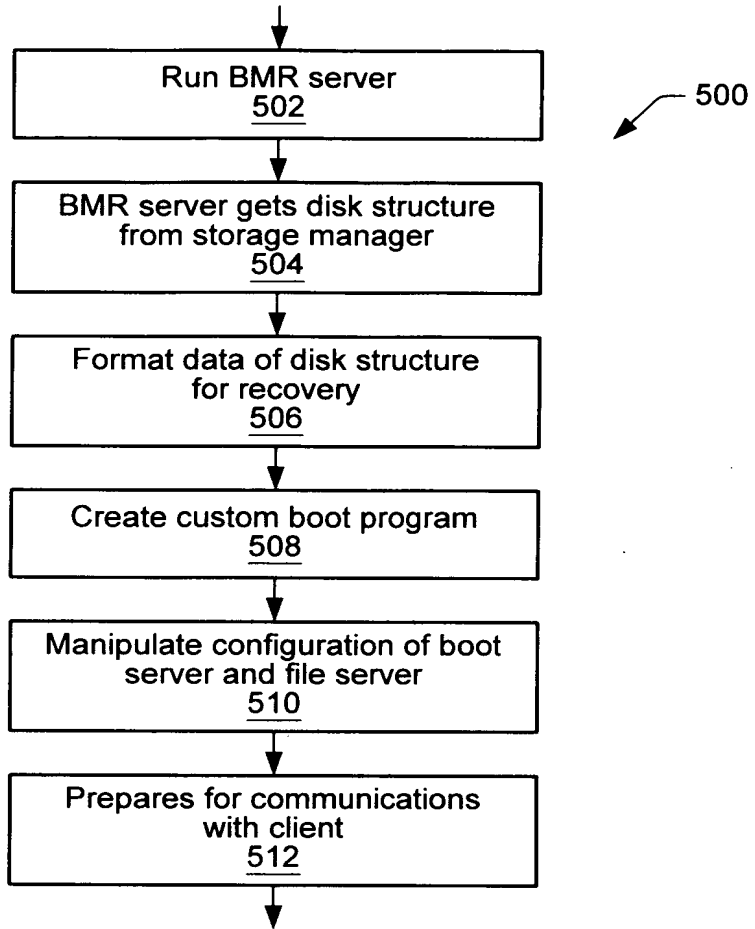 Run BMR server
502
500
BMR server gets disk structure
from storage manager
504
Format data of disk structure
for recovery
506
Create custom boot program
508
Manipulate configuration of boot
server and file server
510
Prepares for communications
with client
512